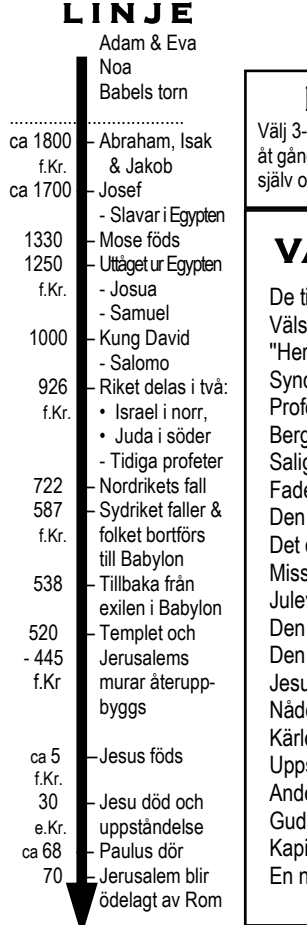 LINJE
Adam & Eva
Noa
Babels torn
ca 1800 – Abraham, Isak
f.Kr. & Jakob
ca 1700 – Josef
- Slavar i Egypten
1330 – Mose föds
1250 – Uttåget ur Egypten
f.Kr. - Josua
- Samuel
1000 – Kung David
- Salomo
926 – Riket delas i två:
f.Kr. • Israel i norr,
• Juda i söder
- Tidiga profeter
722 – Nordrikets fall
587 – Sydriket faller &
f.Kr. folket bortförs
till Babylon
538 – Tillbaka från
exilen i Babylon
520 – Templet och
- 445 Jerusalems
f.Kr murar återupp-
byggs
ca 5 – Jesus föds
f.Kr.
30 – Jesu död och
e.Kr. uppståndelse
ca 68 – Paulus dör
70 – Jerusalem blir
ödelagt av Rom
Välj 3-
åt gån
själv o
VA
De ti
Väls
"Her
Sync
Profe
Berg
Salig
Fade
Den
Det
Miss
Julev
Den
Den
Jesu
Nåde
Kärle
Upps
Ande
Gud
Kapi
En n